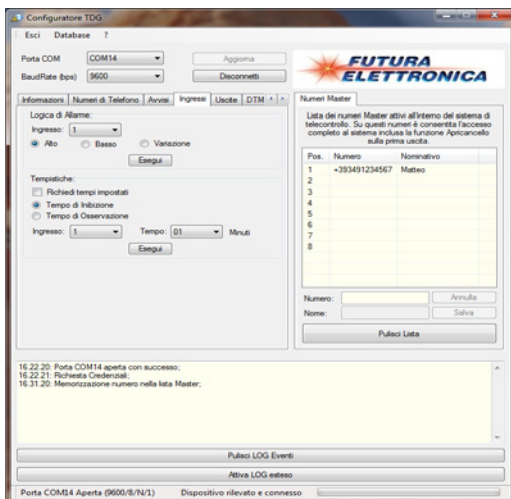 Configuratore TDG
Esci Database ?
Porta COM COM14 Aggiorna
BaudRate (bps) 9600 Disconnetti
FUTURA
ELETTRONICA
Informazioni Numeri di Telefono Avvisi Ingressi Uscite DTM
Logica di Allarme:
Ingresso: 1
Alto Basso Variazione
Esegui
Tempistiche:
Richiedi tempi impostati
Tempo di Inibizione
Tempo di Osservazione
Ingresso: 1 Tempo: 01 Minuti
Esegui
Numeri Master
Lista dei numeri Master attivi all'interno del sistema di
telecontrollo. Su questi numeri è consentita l'accesso
completo al sistema inclusa la funzione Apricancello
sulla prima uscita.
Pos. Numero Nominativo
1 +393491234567 Matteo
2
3
4
5
6
7
8
Numero: Annulla
Nome: Salva
Pulisci Lista
16.22.20: Porta COM14 aperta con successo;
16.22.21: Richiesta Credenziali;
16.31.20: Memorizzazione numero nella lista Master;
Pulisci LOG Eventi
Attiva LOG esteso
Porta COM14 Aperta (9600/8/N/1) Dispositivo rilevato e connesso